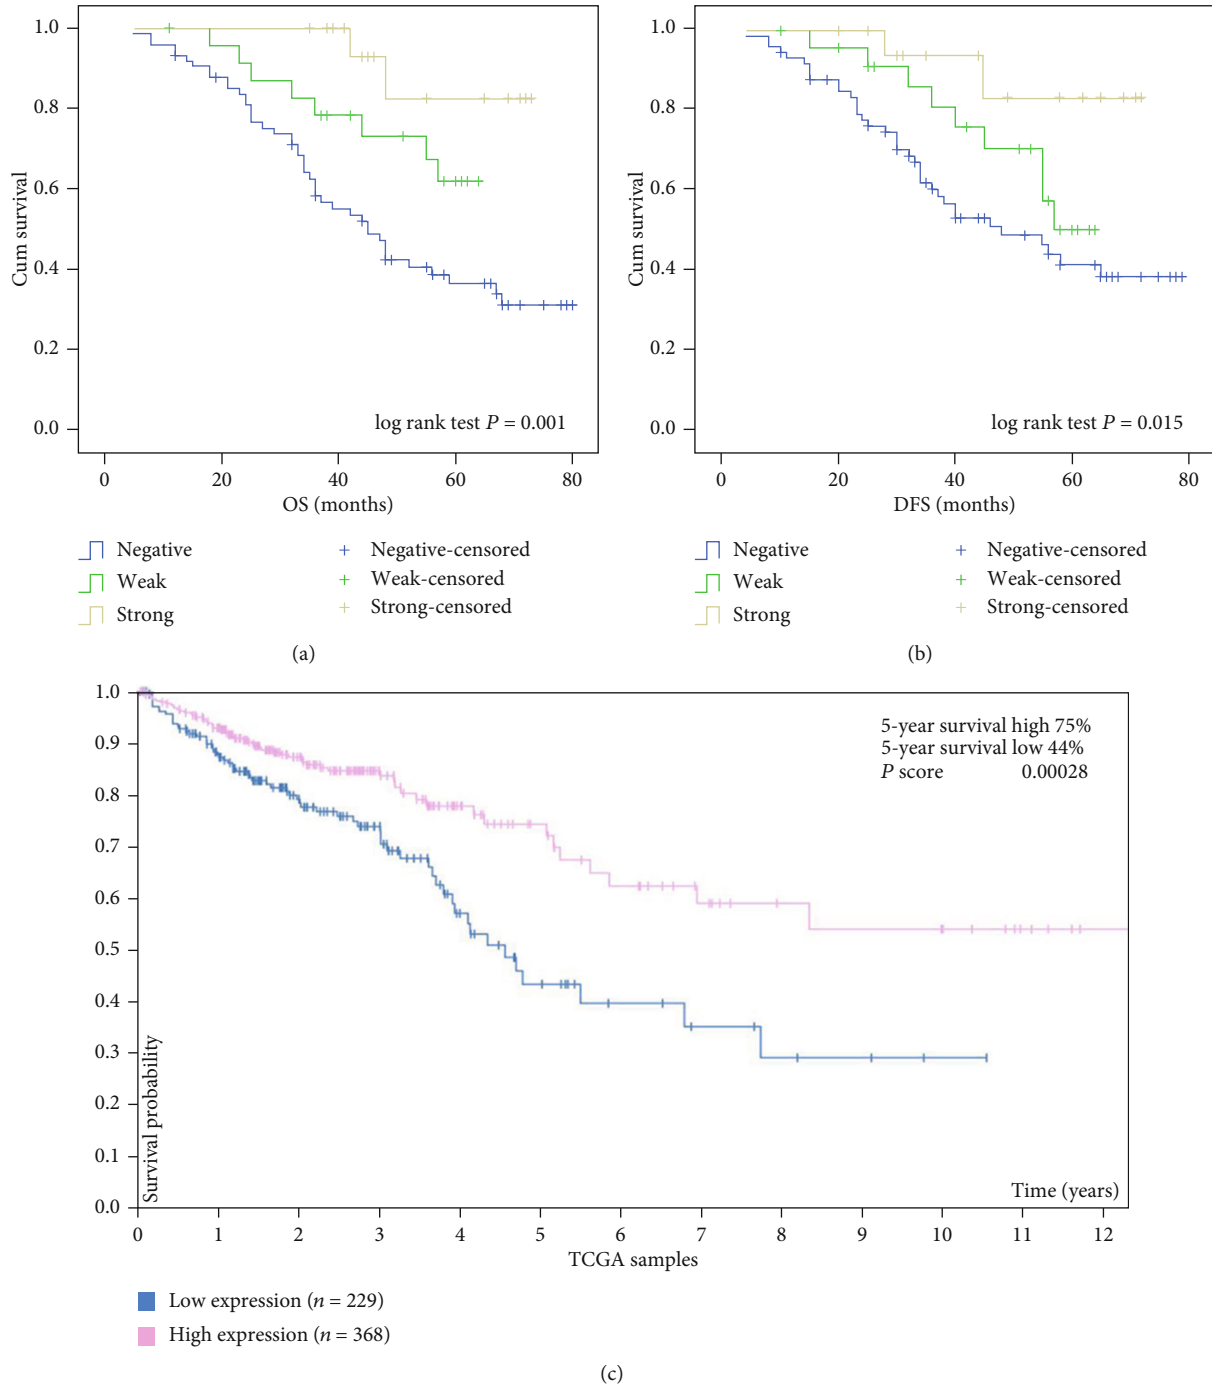 1.0
0.8
0.6
0.4
0.2
0.0
Cum survival
log rank test P = 0.001
0 20 40 60 80
OS (months)
Negative
Weak
Strong
Negative-censored
Weak-censored
Strong-censored
(a)
1.0
0.8
0.6
0.4
0.2
0.0
Cum survival
log rank test P = 0.015
0 20 40 60 80
DFS (months)
Negative
Weak
Strong
Negative-censored
Weak-censored
Strong-censored
(b)
1.0
0.9
0.8
0.7
0.6
0.5
0.4
0.3
0.2
0.1
0.0
Survival probability
5-year survival high 75%
5-year survival low 44%
P score 0.00028
Time (years)
0 1 2 3 4 5 6 7 8 9 10 11 12
TCGA samples
Low expression (n = 229)
High expression (n = 368)
(c)